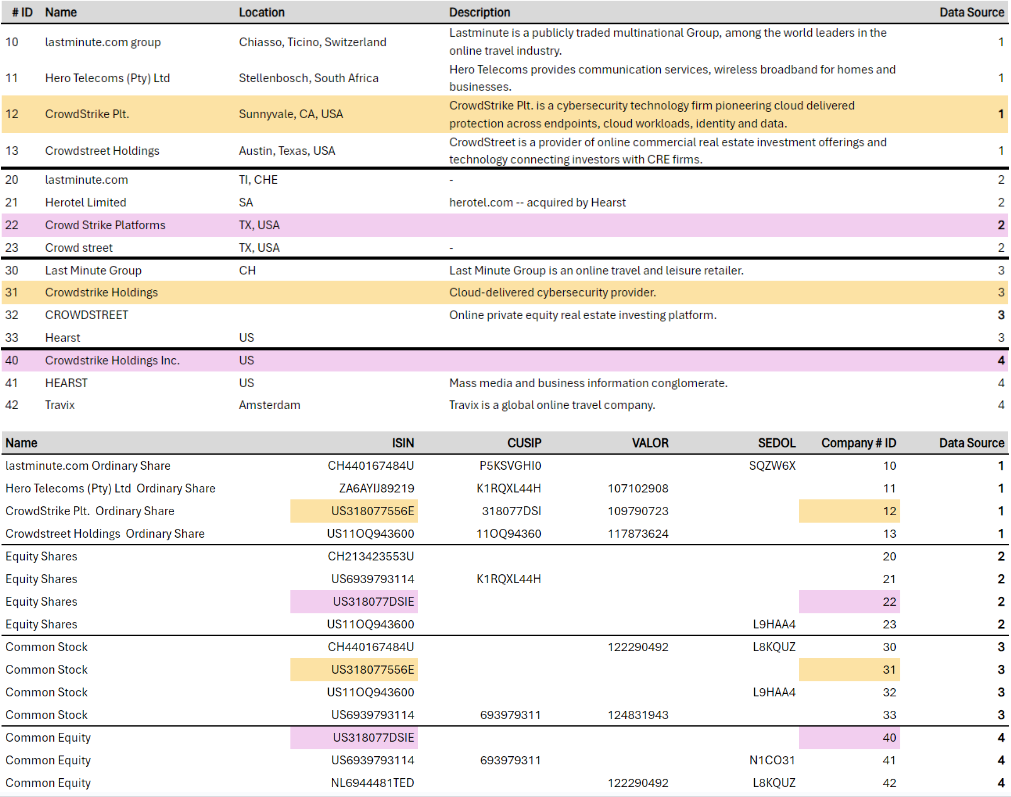 # ID Name Location Description Data Source
10 lastminute.com group Chiasso, Ticino, Switzerland Lastminute is a publicly traded multinational Group, among the world leaders in the
online travel industry. 1
11 Hero Telecoms (Pty) Ltd Stellenbosch, South Africa Hero Telecoms provides communication services, wireless broadband for homes and
businesses. 1
12 CrowdStrike Plt. Sunnyvale, CA, USA CrowdStrike Plt. is a cybersecurity technology firm pioneering cloud delivered
protection across endpoints, cloud workloads, identity and data. 1
13 Crowdstreet Holdings Austin, Texas, USA CrowdStreet is a provider of online commercial real estate investment offerings and
technology connecting investors with CRE firms. 1
20 lastminute.com TI, CHE - 2
21 Herotel Limited SA herotel.com -- acquired by Hearst 2
22 Crowd Strike Platforms TX, USA 2
23 Crowd street TX, USA - 2
30 Last Minute Group CH Last Minute Group is an online travel and leisure retailer. 3
31 Crowdstrike Holdings Cloud-delivered cybersecurity provider. 3
32 CROWDSTREET Online private equity real estate investing platform. 3
33 Hearst US 3
40 Crowdstrike Holdings Inc. US 4
41 HEARST US Mass media and business information conglomerate. 4
42 Travix Amsterdam Travix is a global online travel company. 4
Name ISIN CUSIP VALOR SEDOL Company # ID Data Source
lastminute.com Ordinary Share CH440167484U P5KSVGHI0 SQZW6X 10 1
Hero Telecoms (Pty) Ltd Ordinary Share ZA6AYIJ89219 K1RQXL44H 107102908 11 1
CrowdStrike Plt. Ordinary Share US318077556E 318077DSI 109790723 12 1
Crowdstreet Holdings Ordinary Share US11OQ943600 11OQ94360 117873624 13 1
Equity Shares CH213423553U 20 2
Equity Shares US6939793114 K1RQXL44H 21 2
Equity Shares US318077DSIE 22 2
Equity Shares US11OQ943600 L9HAA4 23 2
Common Stock CH440167484U 122290492 L8KQUZ 30 3
Common Stock US318077556E 31 3
Common Stock US11OQ943600 L9HAA4 32 3
Common Stock US6939793114 693979311 124831943 33 3
Common Equity US318077DSIE 40 4
Common Equity US6939793114 693979311 N1CO31 41 4
Common Equity NL6944481TED 122290492 L8KQUZ 42 4